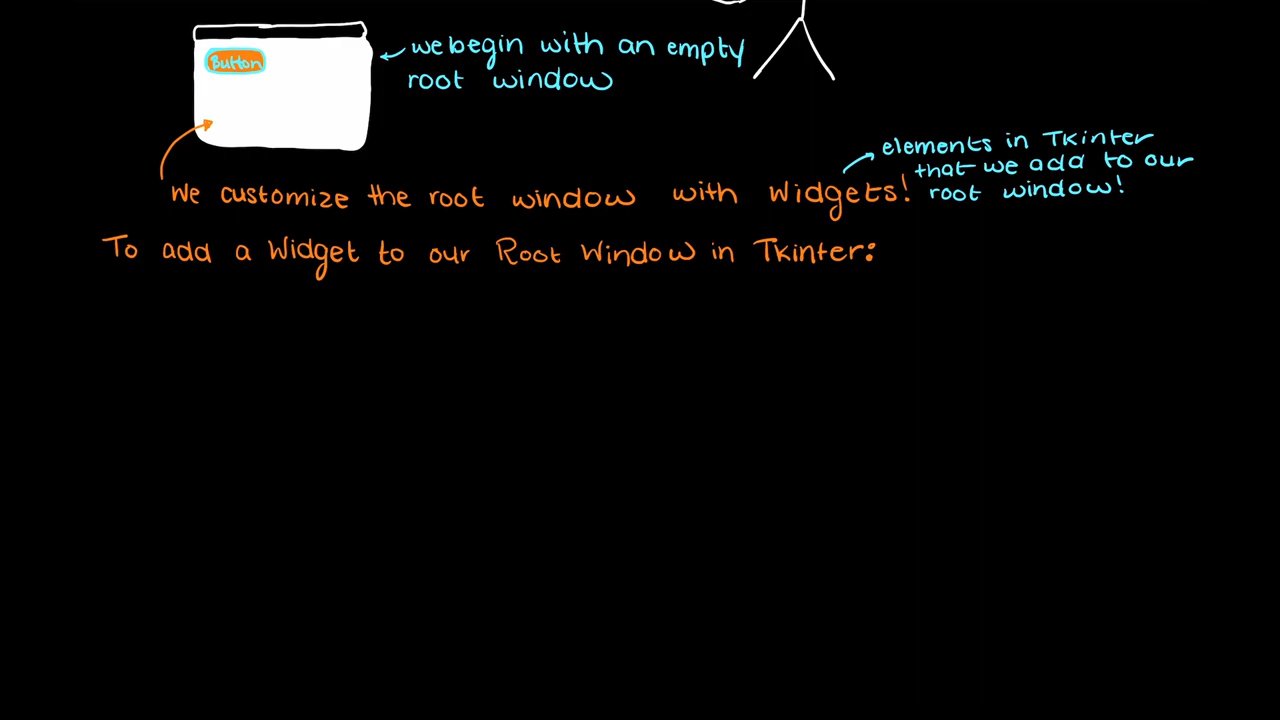 Button
we begin with an empty
root window
elements in Tkinter
that we add to our
root window!
We customize the root window with Widgets!
To add a Widget to our Root Window in Tkinter: